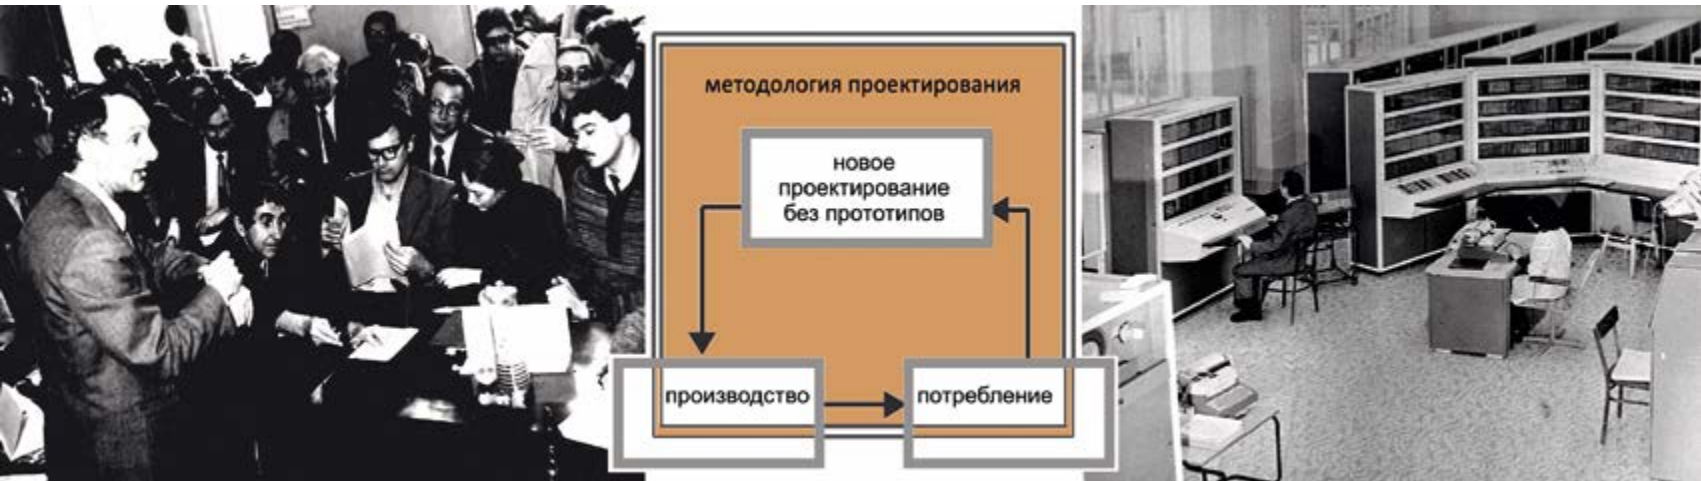 методология проектирования
новое
проектирование
без прототипов
производство
потребление